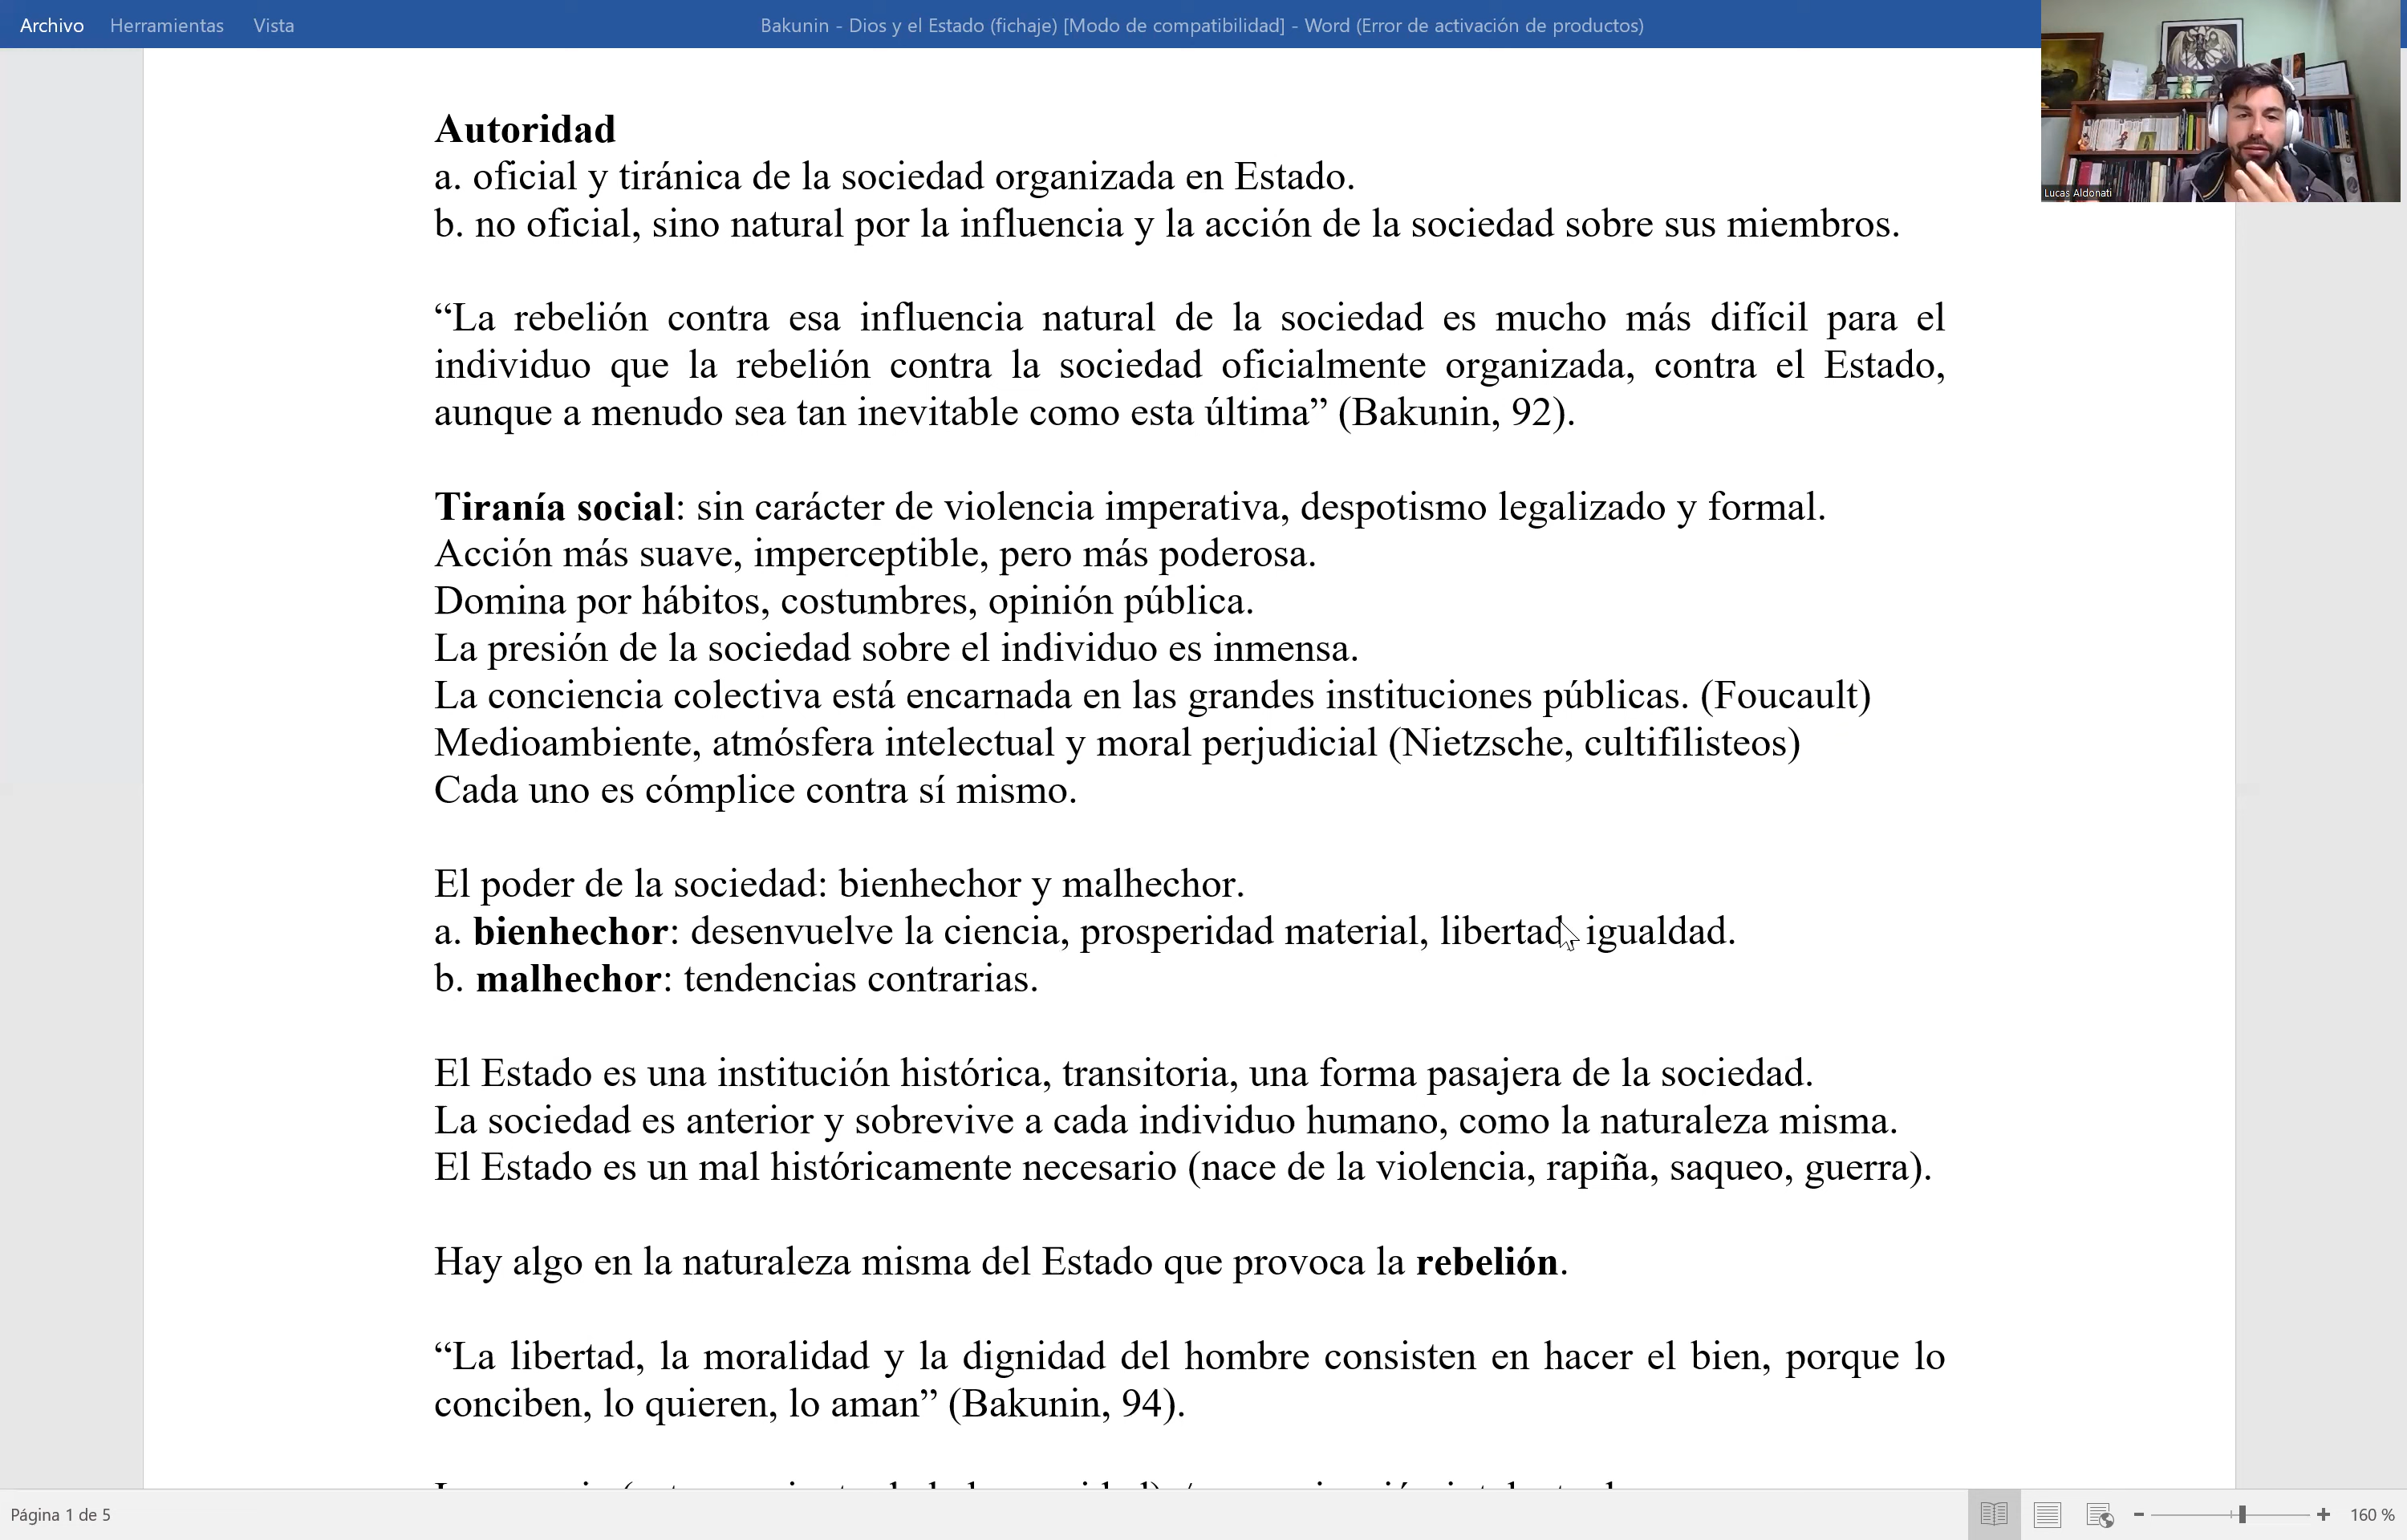 Archivo Herramientas Vista
Bakunin - Dios y el Estado (fichaje) [Modo de compatibilidad] - Word (Error de activación de productos)
Lucas Aldonati
Autoridad
a. oficial y tiránica de la sociedad organizada en Estado.
b. no oficial, sino natural por la influencia y la acción de la sociedad sobre sus miembros.
“La rebelión contra esa influencia natural de la sociedad es mucho más difícil para el
individuo que la rebelión contra la sociedad oficialmente organizada, contra el Estado,
aunque a menudo sea tan inevitable como esta última” (Bakunin, 92).
Tiranía social: sin carácter de violencia imperativa, despotismo legalizado y formal.
Acción más suave, imperceptible, pero más poderosa.
Domina por hábitos, costumbres, opinión pública.
La presión de la sociedad sobre el individuo es inmensa.
La conciencia colectiva está encarnada en las grandes instituciones públicas. (Foucault)
Medioambiente, atmósfera intelectual y moral perjudicial (Nietzsche, cultifilisteos)
Cada uno es cómplice contra sí mismo.
El poder de la sociedad: bienhechor y malhechor.
a. bienhechor: desenvuelve la ciencia, prosperidad material, libertad, igualdad.
b. malhechor: tendencias contrarias.
El Estado es una institución histórica, transitoria, una forma pasajera de la sociedad.
La sociedad es anterior y sobrevive a cada individuo humano, como la naturaleza misma.
El Estado es un mal históricamente necesario (nace de la violencia, rapiña, saqueo, guerra).
Hay algo en la naturaleza misma del Estado que provoca la rebelión.
“La libertad, la moralidad y la dignidad del hombre consisten en hacer el bien, porque lo
conciben, lo quieren, lo aman” (Bakunin, 94).
Página 1 de 5
160 %